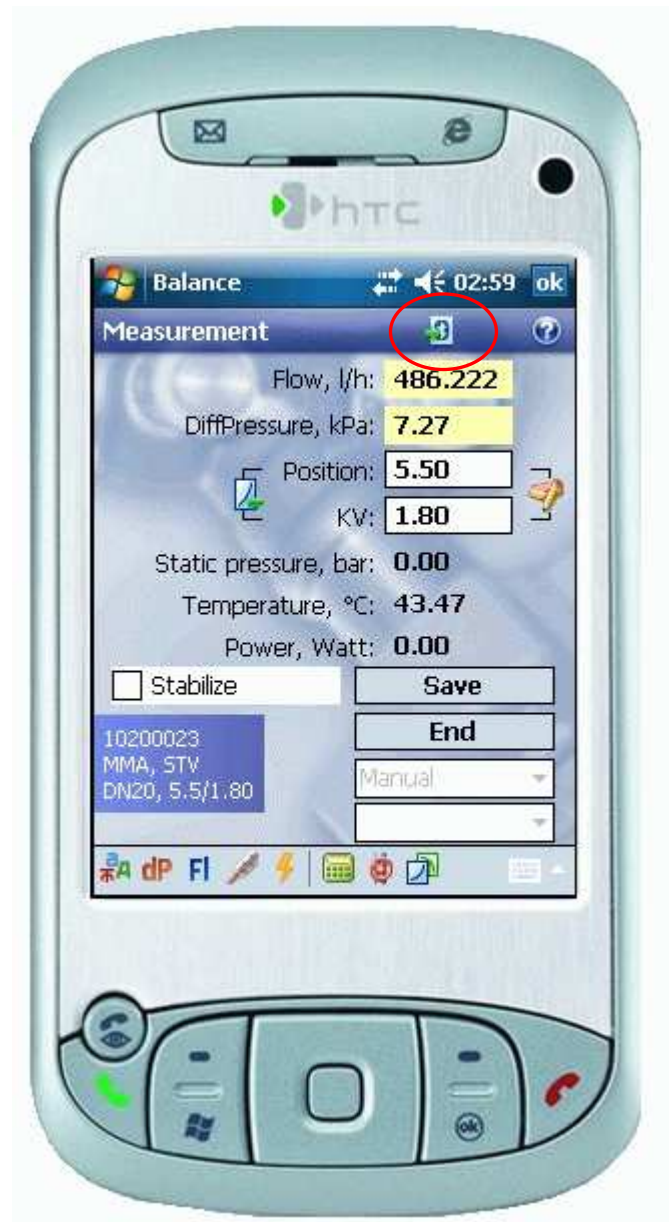 htc
Balance 02:59 ok
Measurement ?
Flow, l/h: 486.222
DiffPressure, kPa: 7.27
Position: 5.50
KV: 1.80
Static pressure, bar: 0.00
Temperature, °C: 43.47
Power, Watt: 0.00
Stabilize Save
End
10200023
MMA, STV
DN20, 5.5/1.80
Manual
dP Fl
ok